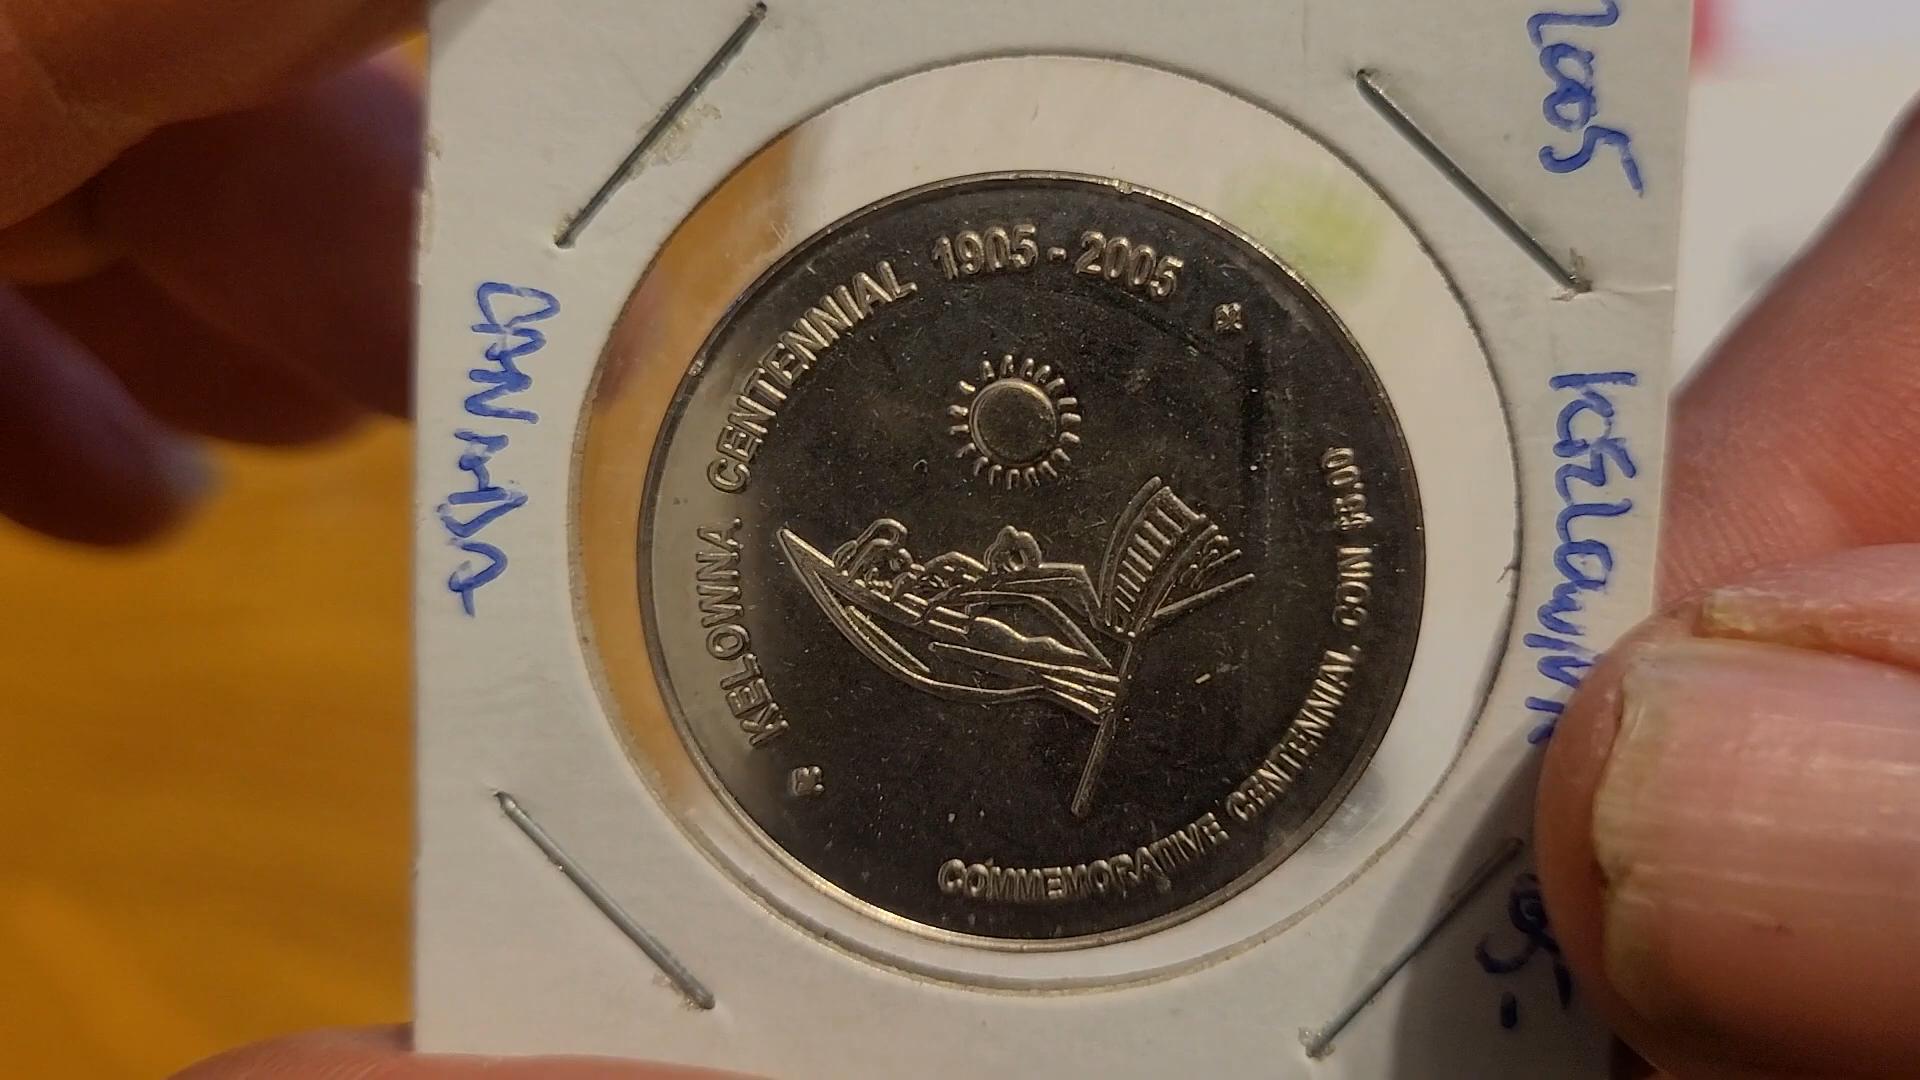 KELOWNA CENTENNIAL 1905-2005
COMMEMORATIVE CENTENNIAL COIN $5.00
CANADA
2005 KELOWNA